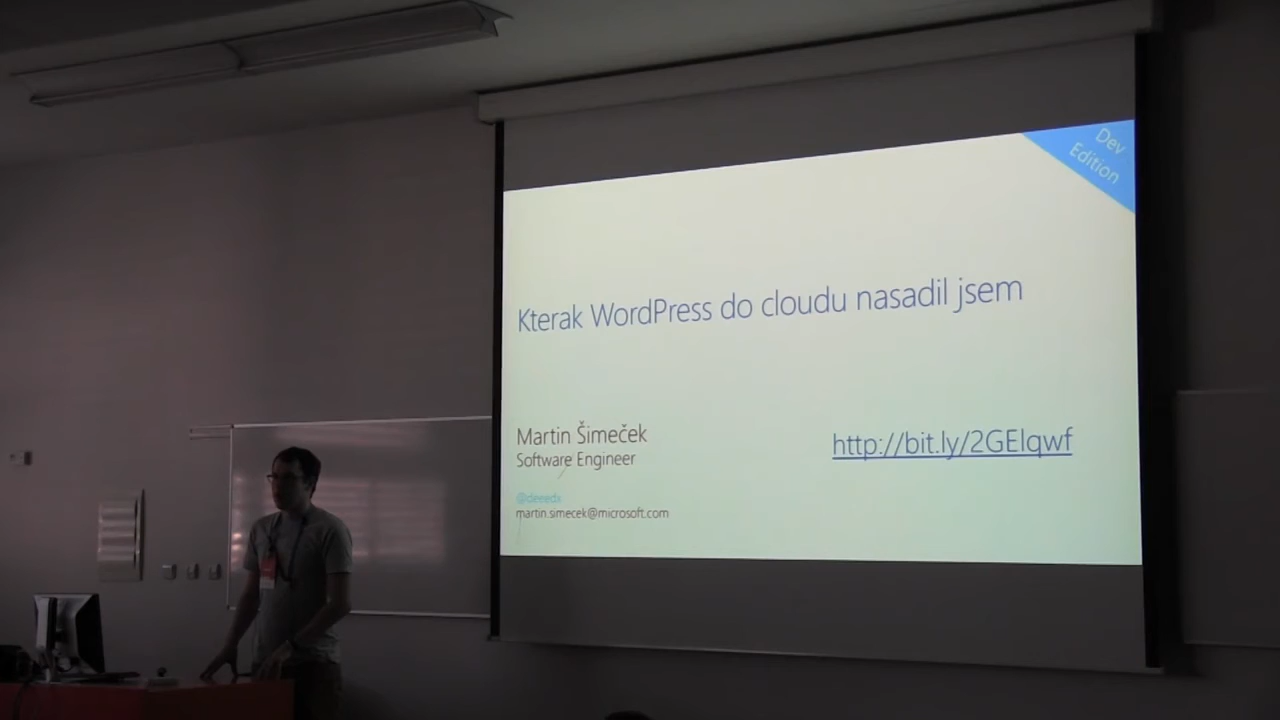 Dev
Edition
Kterak WordPress do cloudu nasadil jsem
Martin Šimeček
Software Engineer
http://bit.ly/2GElqwf
@deeedx
martin.simecek@microsoft.com